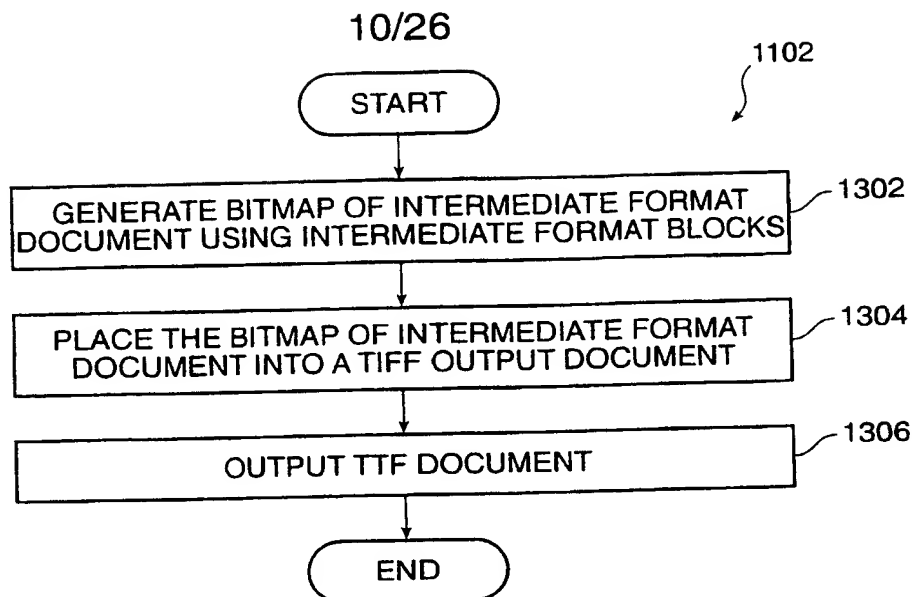 10/26
1102
START
GENERATE BITMAP OF INTERMEDIATE FORMAT
DOCUMENT USING INTERMEDIATE FORMAT BLOCKS
1302
PLACE THE BITMAP OF INTERMEDIATE FORMAT
DOCUMENT INTO A TIFF OUTPUT DOCUMENT
1304
OUTPUT TTF DOCUMENT
1306
END